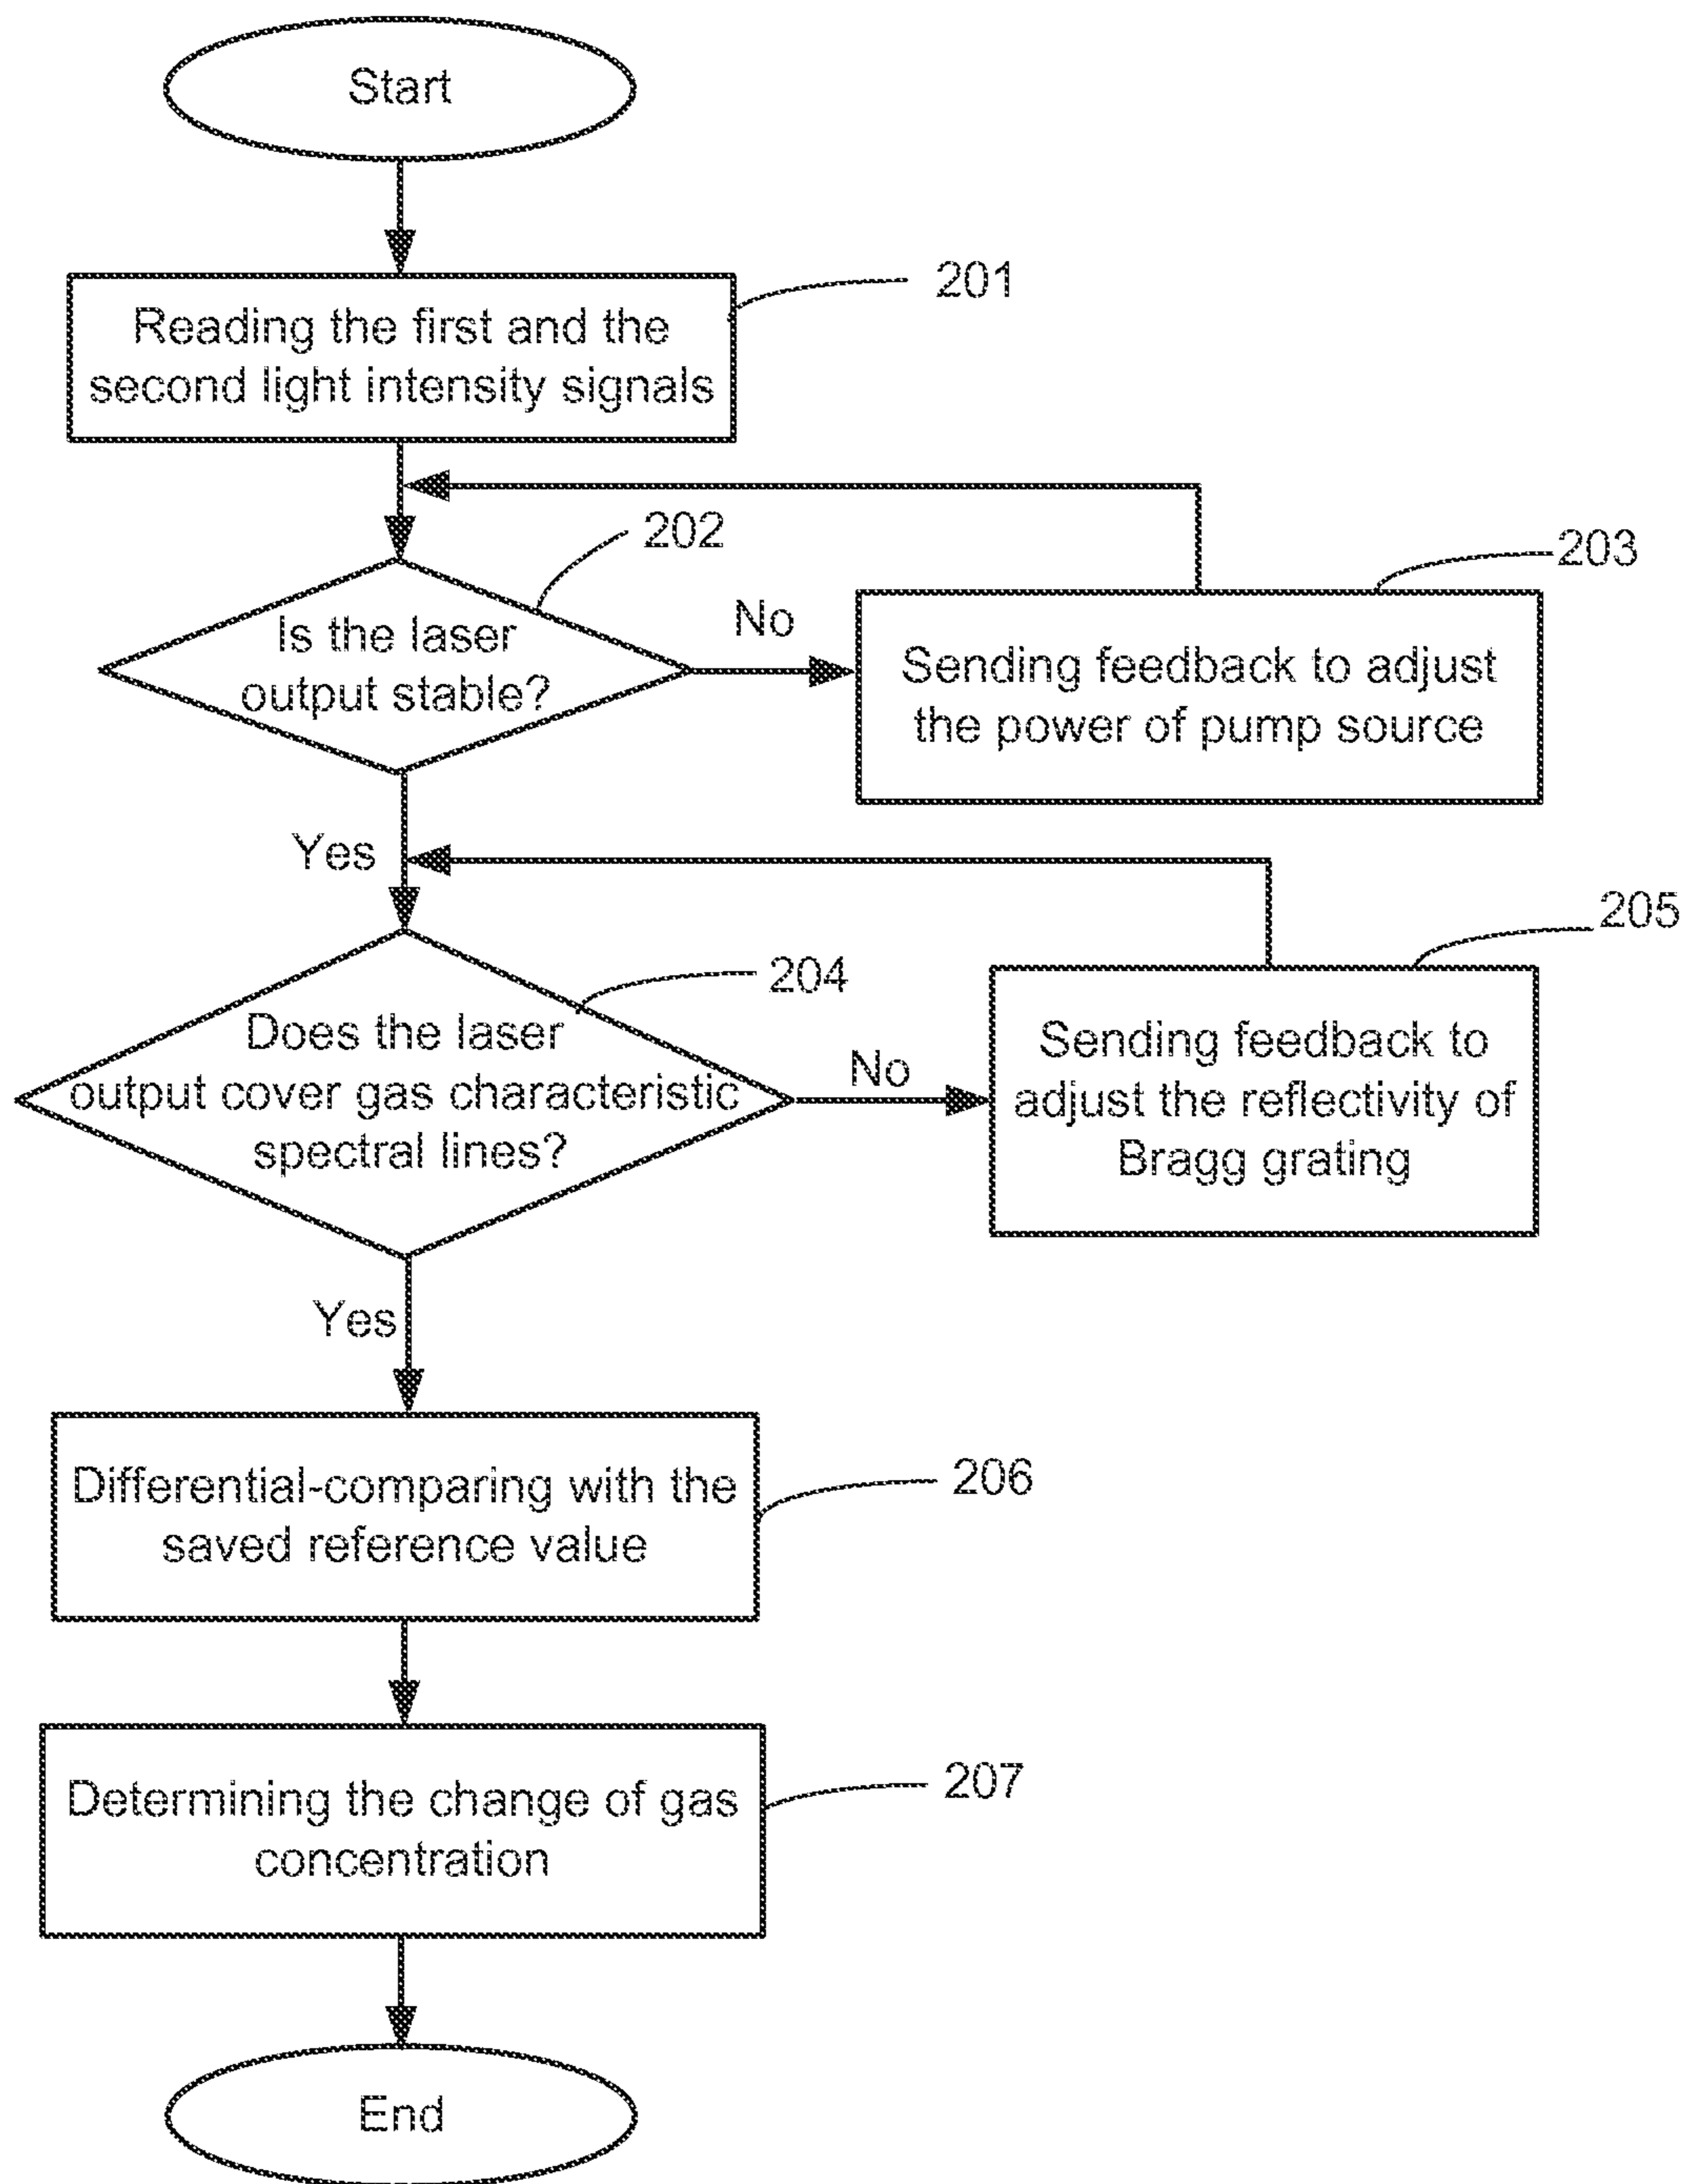 Start
201
Reading the first and the
second light intensity signals
202
203
Is the laser
output stable?
No
Sending feedback to adjust
the power of pump source
Yes
205
204
Does the laser
output cover gas characteristic
spectral lines?
No
Sending feedback to
adjust the reflectivity of
Bragg grating
Yes
Differential-comparing with the
saved reference value
206
Determining the change of gas
concentration
207
End